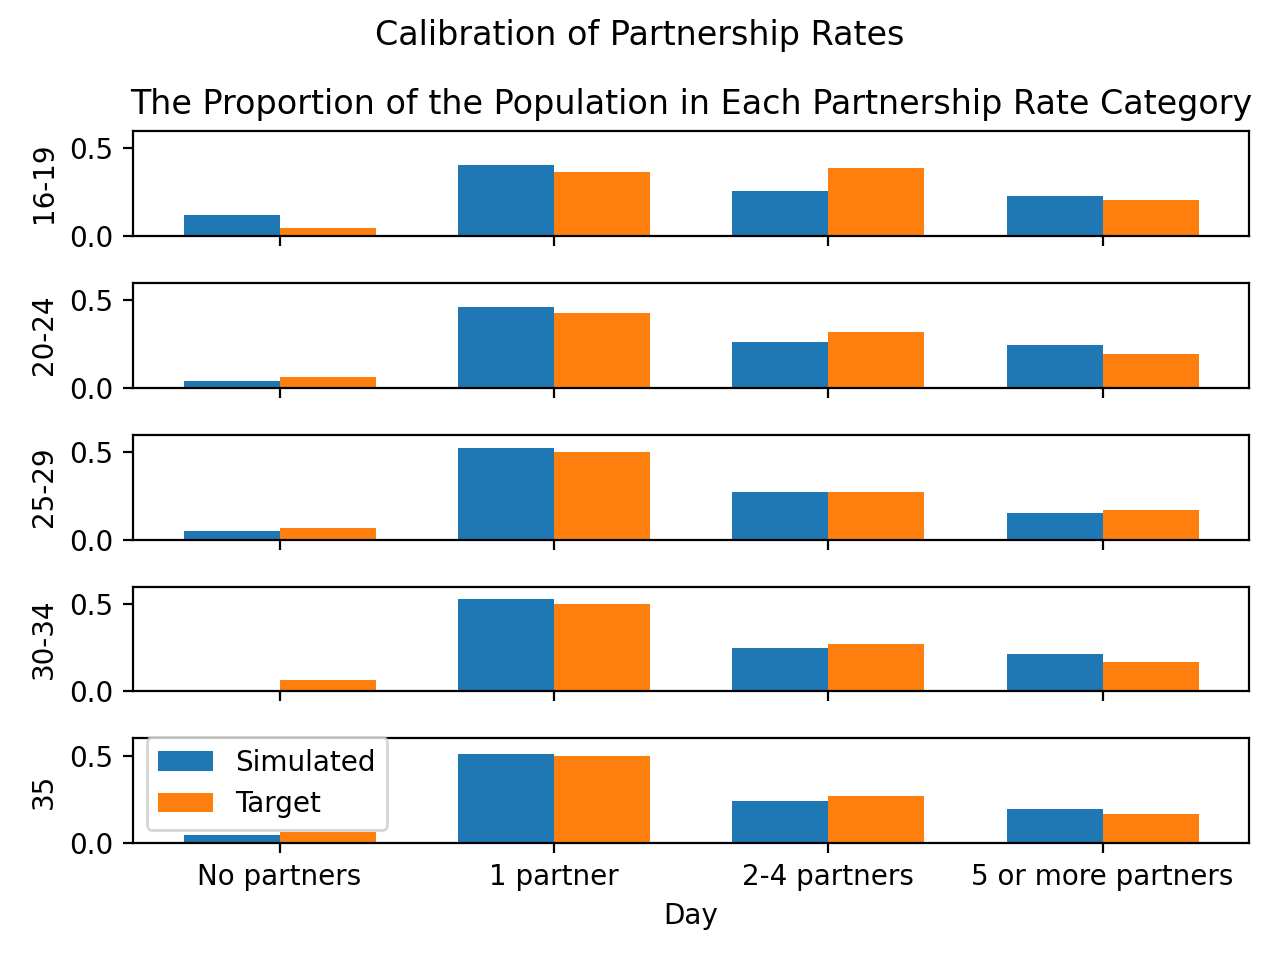 Calibration of Partnership Rates
The Proportion of the Population in Each Partnership Rate Category
0.5
0.0
16-19
0.5
0.0
20-24
0.5
0.0
25-29
0.5
0.0
30-34
0.5
0.0
35
Simulated
Target
No partners
1 partner
2-4 partners
5 or more partners
Day